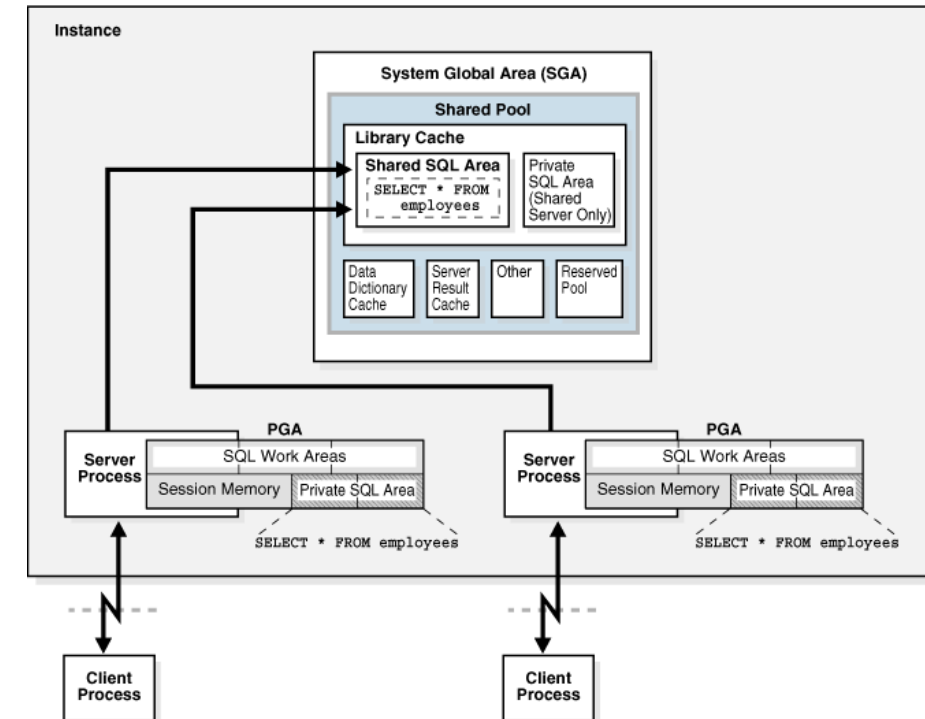 Instance
System Global Area (SGA)
Shared Pool
Library Cache
Shared SQL Area
SELECT * FROM
employees
Private
SQL Area
(Shared
Server Only)
Data
Dictionary
Cache
Server
Result
Cache
Other
Reserved
Pool
PGA
Server
Process
SQL Work Areas
Session Memory
Private SQL Area
SELECT * FROM employees
PGA
Server
Process
SQL Work Areas
Session Memory
Private SQL Area
SELECT * FROM employees
Client
Process
Client
Process